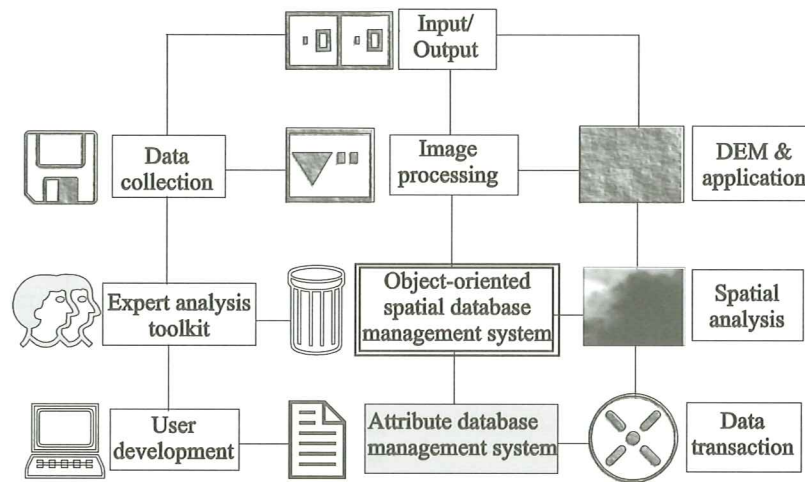 Input/
Output
Data
collection
Image
processing
DEM &
application
Expert analysis
toolkit
Object-oriented
spatial database
management system
Spatial
analysis
User
development
Attribute database
management system
Data
transaction